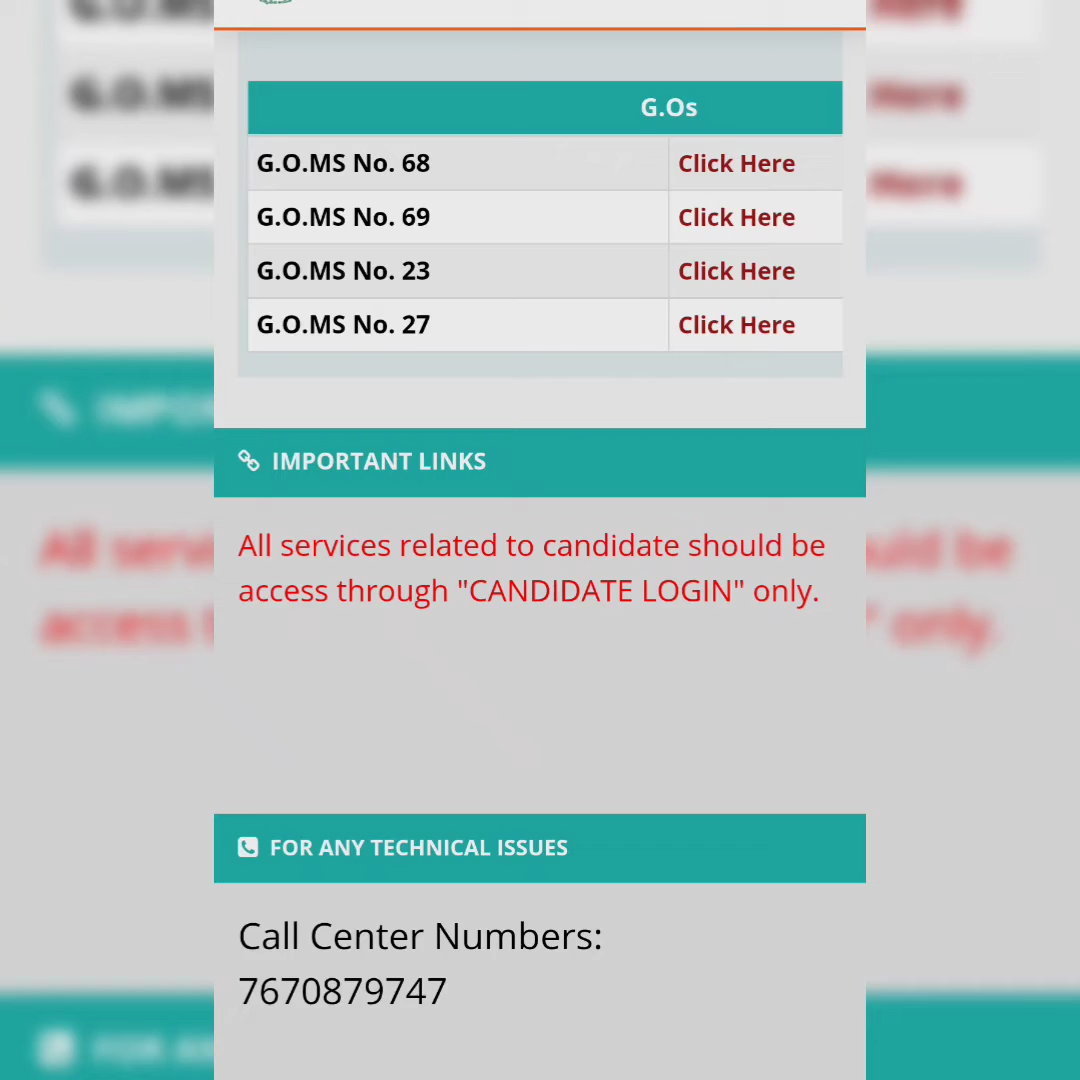 G.Os
G.O.MS No. 68 Click Here
G.O.MS No. 69 Click Here
G.O.MS No. 23 Click Here
G.O.MS No. 27 Click Here
IMPORTANT LINKS
All services related to candidate should be
access through "CANDIDATE LOGIN" only.
FOR ANY TECHNICAL ISSUES
Call Center Numbers:
7670879747